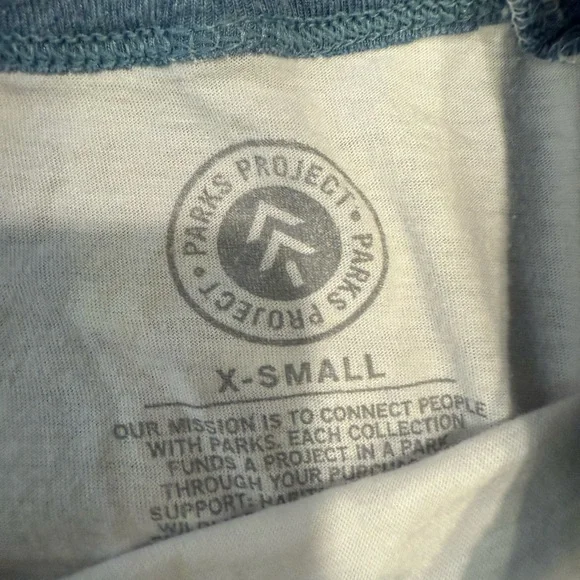 PARKS PROJECT • PARKS PROJECT •
X-SMALL
OUR MISSION IS TO CONNECT PEOPLE
WITH PARKS. EACH COLLECTION
FUNDS A PROJECT IN A PARK
THROUGH YOUR
SUPPORT: